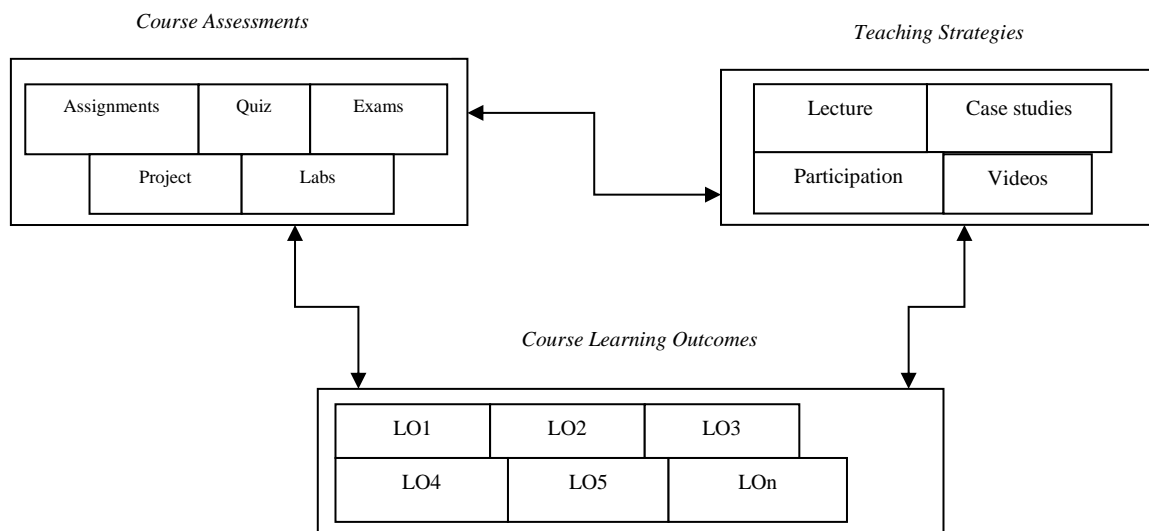 Course Assessments
Teaching Strategies
Assignments
Quiz
Exams
Project
Labs
Lecture
Case studies
Participation
Videos
Course Learning Outcomes
LO1
LO2
LO3
LO4
LO5
LOn